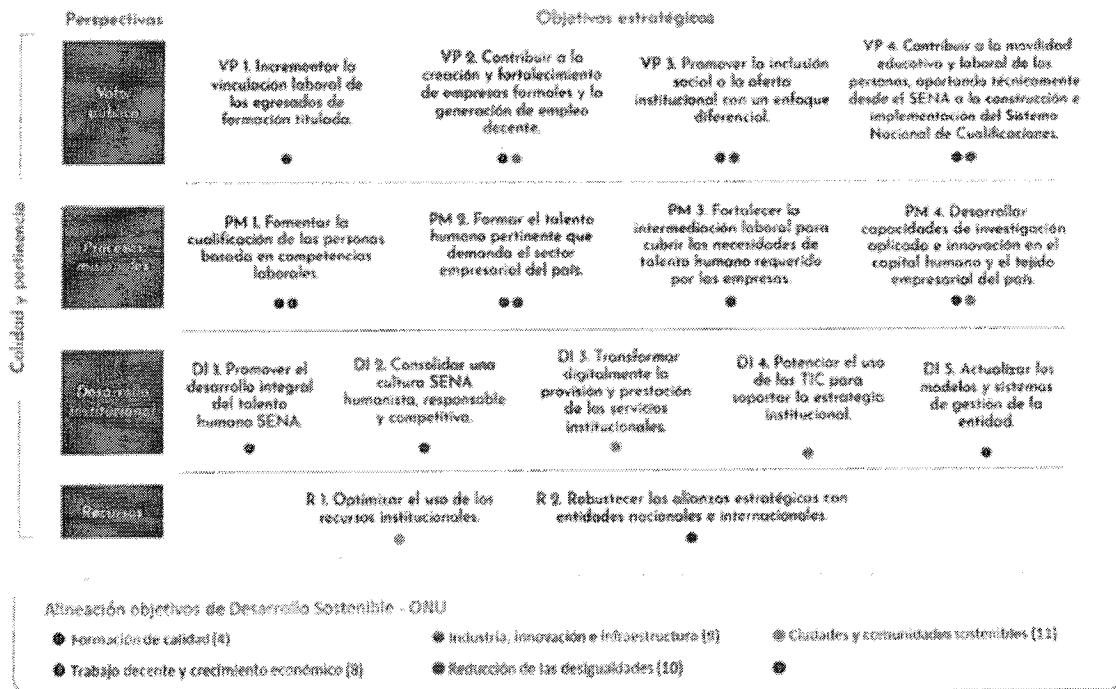 Perspectivas
Objetivos estratégicos
Calidad y pertinencia
VP 1. Incrementar la
vinculación laboral de
los egresados de
formación titulada.
VP 2. Contribuir a la
creación y fortalecimiento
de empresas formales y la
generación de empleo
decente.
VP 3. Promover la inclusión
social a la oferta
institucional con un enfoque
diferencial.
VP 4. Contribuir a la movilidad
educativa y laboral de las
personas, aportando técnicamente
desde el SENA a la construcción e
implementación del Sistema
Nacional de Cualificaciones.
PM 1. Fomentar la
cualificación de las personas
basada en competencias
laborales.
PM 2. Formar el talento
humano pertinente que
demanda el sector
empresarial del país.
PM 3. Fortalecer la
intermediación laboral para
cubrir las necesidades de
talento humano requerido
por las empresas.
PM 4. Desarrollar
capacidades de investigación
aplicada e innovación en el
capital humano y el tejido
empresarial del país.
Desarrollo
DI 1. Promover el
desarrollo integral
del talento
humano SENA.
DI 2. Consolidar una
cultura SENA
humanista, responsable
y competitiva.
DI 3. Transformar
digitalmente la
provisión y prestación
de los servicios
institucionales.
DI 4. Potenciar el uso
de las TIC para
soportar la estrategia
institucional.
DI 5. Actualizar los
modelos y sistemas
de gestión de la
entidad.
Recursos
R 1. Optimizar el uso de los
recursos institucionales.
R 2. Robustecer las alianzas estratégicas con
entidades nacionales e internacionales.
Alineación objetivos de Desarrollo Sostenible - ONU
Formación de calidad (4)
Industria, innovación e infraestructura (9)
Ciudades y comunidades sostenibles (11)
Trabajo decente y crecimiento económico (8)
Reducción de las desigualdades (10)